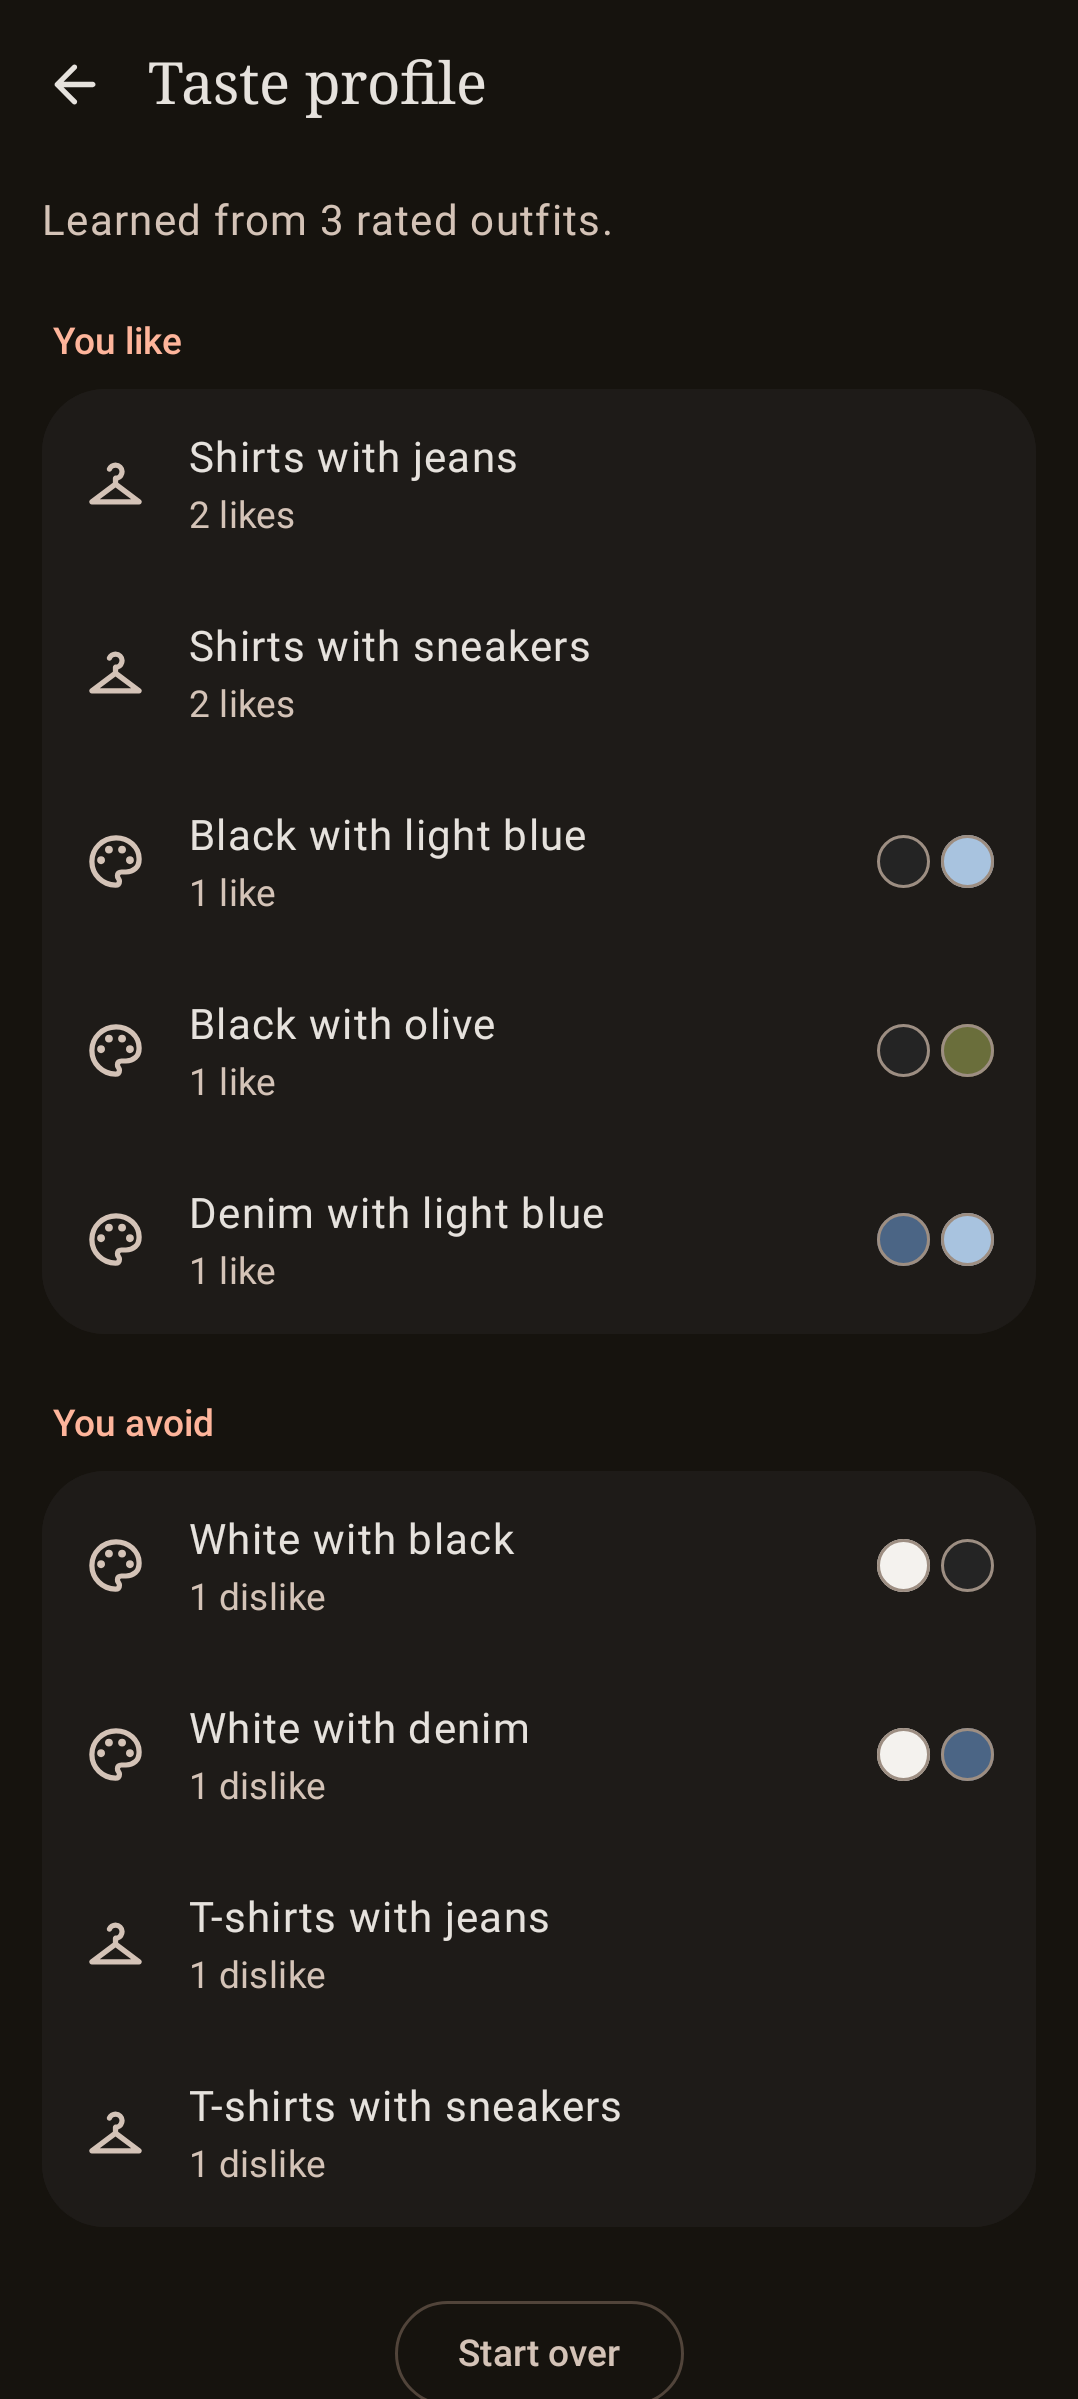 Taste profile
Learned from 3 rated outfits.
You like
Shirts with jeans
2 likes
Shirts with sneakers
2 likes
Black with light blue
1 like
Black with olive
1 like
Denim with light blue
1 like
You avoid
White with black
1 dislike
White with denim
1 dislike
T-shirts with jeans
1 dislike
T-shirts with sneakers
1 dislike
Start over